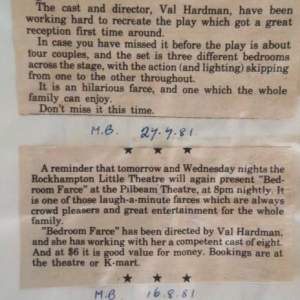 The cast and director, Val Hardman, have been
working hard to recreate the play which got a great
reception first time around.
In case you have missed it before the play is about
four couples, and the set is three different bedrooms
across the stage, with the action (and lighting) skipping
from one to the other throughout.
It is an hilarious farce, and one which the whole
family can enjoy.
Don't miss it this time.
M.B. 27.7.81.
★ ★ ★
A reminder that tomorrow and Wednesday nights the
Rockhampton Little Theatre will again present "Bed-
room Farce" at the Pilbeam Theatre, at 8pm nightly. It
is one of those laugh-a-minute farces which are always
crowd pleasers and great entertainment for the whole
family.
"Bedroom Farce" has been directed by Val Hardman,
and she has working with her a competent cast of eight.
And at $6 it is good value for money. Bookings are at
the theatre or K-mart.
★ ★ ★
M.B. 16.8.81